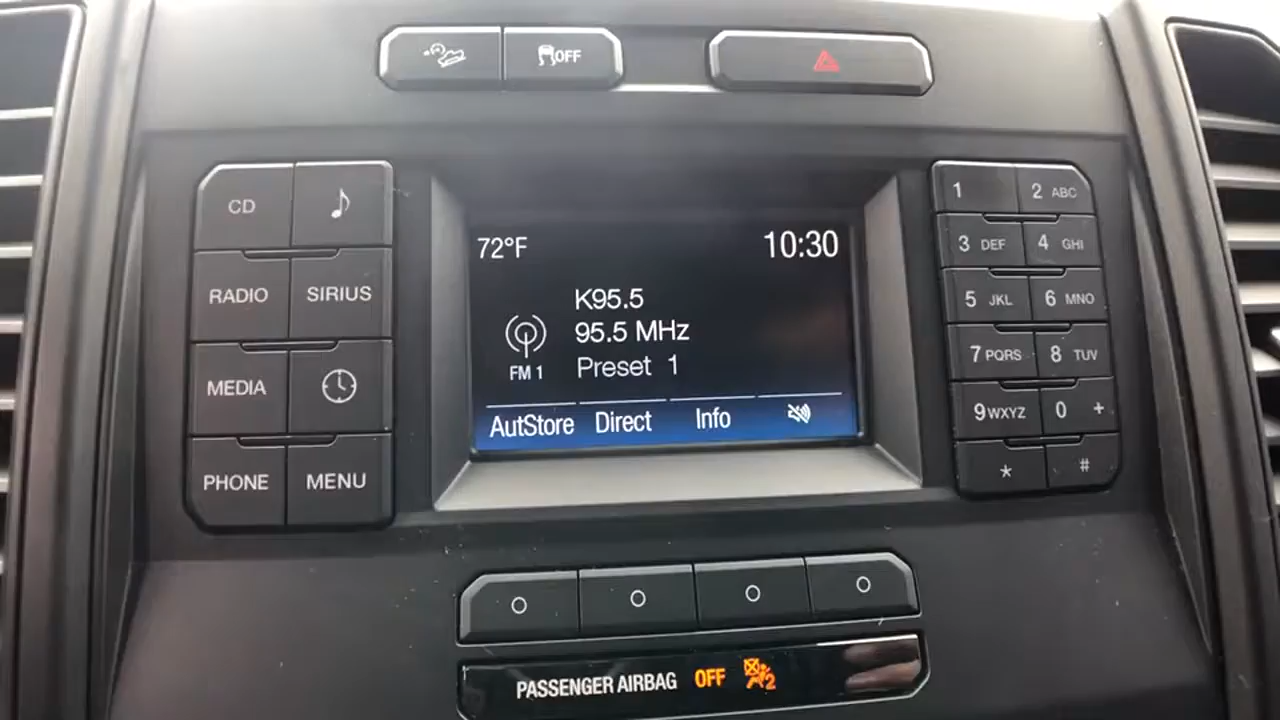 OFF
CD
RADIO SIRIUS
MEDIA
PHONE MENU
72°F 10:30
K95.5
95.5 MHz
FM 1
Preset 1
AutStore Direct Info
1 2 ABC
3 DEF 4 GHI
5 JKL 6 MNO
7 PQRS 8 TUV
9 WXYZ 0 +
* #
PASSENGER AIRBAG OFF 2